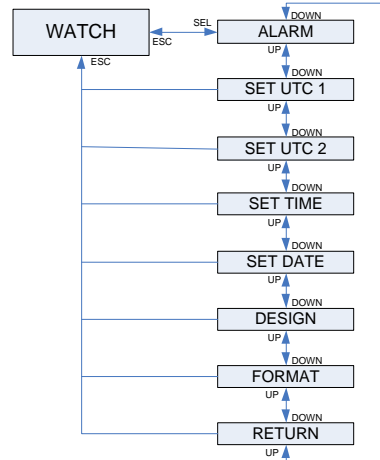 DOWN
WATCH
SEL
ESC
ALARM
ESC
UP
DOWN
SET UTC 1
UP
DOWN
SET UTC 2
UP
DOWN
SET TIME
UP
DOWN
SET DATE
UP
DOWN
DESIGN
UP
DOWN
FORMAT
UP
DOWN
RETURN
UP